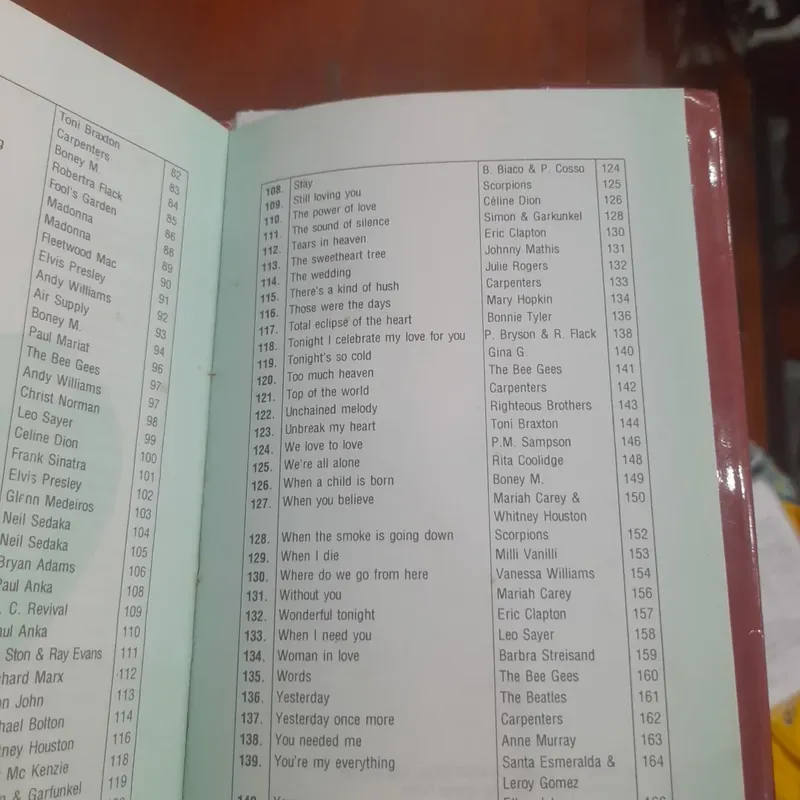 g
Toni Braxton 82
Carpenters 83
Boney M. 84
Robertra Flack 85
Fool's Garden 86
Madonna 88
Madonna 89
Fleetwood Mac 90
Elvis Presley 91
Andy Williams 92
Air Supply 93
Boney M. 94
Paul Mariat 96
The Bee Gees 97
Andy Williams 97
Christ Norman 98
Leo Sayer 99
Celine Dion 100
Frank Sinatra 101
Elvis Presley 102
Glenn Medeiros 103
Neil Sedaka 104
Neil Sedaka 105
Bryan Adams 106
Paul Anka 108
. C. Revival 109
aul Anka 110
Ston & Ray Evans 111
chard Marx 112
on John 113
hael Bolton 114
tney Houston 116
Mc Kenzie 118
n & Garfunkel 119
108. Stay B. Biaco & P. Cosso 124
109. Still loving you Scorpions 125
110. The power of love Céline Dion 126
111. The sound of silence Simon & Garkunkel 128
112. Tears in heaven Eric Clapton 130
113. The sweetheart tree Johnny Mathis 131
114. The wedding Julie Rogers 132
115. There's a kind of hush Carpenters 133
116. Those were the days Mary Hopkin 134
117. Total eclipse of the heart Bonnie Tyler 136
118. Tonight I celebrate my love for you P. Bryson & R. Flack 138
119. Tonight's so cold Gina G. 140
120. Too much heaven The Bee Gees 141
121. Top of the world Carpenters 142
122. Unchained melody Righteous Brothers 143
123. Unbreak my heart Toni Braxton 144
124. We love to love P.M. Sampson 146
125. We're all alone Rita Coolidge 148
126. When a child is born Boney M. 149
127. When you believe Mariah Carey & 150
Whitney Houston
128. When the smoke is going down Scorpions 152
129. When I die Milli Vanilli 153
130. Where do we go from here Vanessa Williams 154
131. Without you Mariah Carey 156
132. Wonderful tonight Eric Clapton 157
133. When I need you Leo Sayer 158
134. Woman in love Barbra Streisand 159
135. Words The Bee Gees 160
136. Yesterday The Beatles 161
137. Yesterday once more Carpenters 162
138. You needed me Anne Murray 163
139. You're my everything Santa Esmeralda & 164
Leroy Gomez